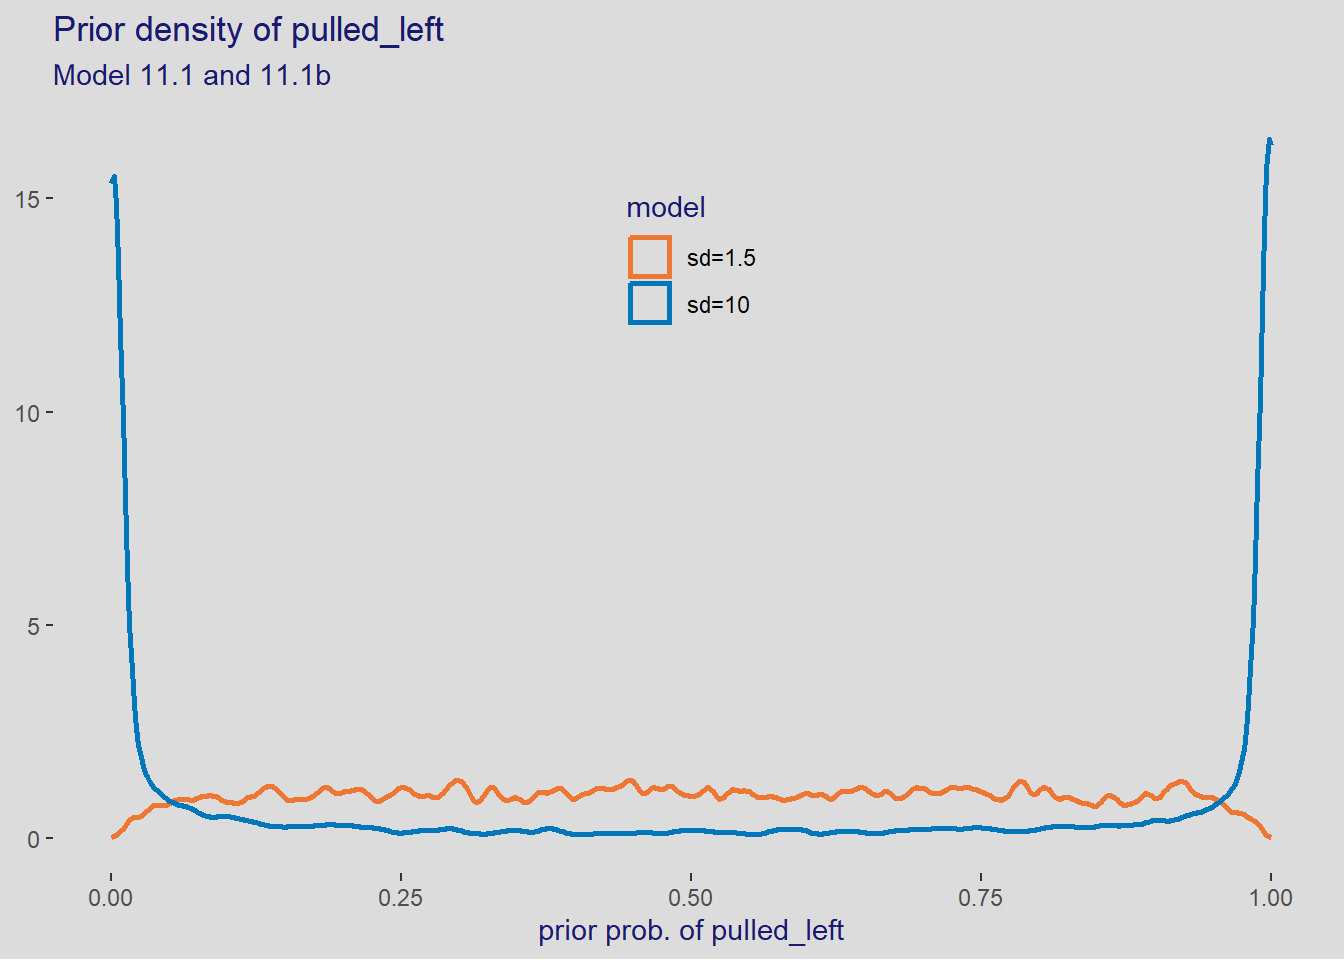 Prior density of pulled_left
Model 11.1 and 11.1b
15
10
5
0
model
sd=1.5
sd=10
0.00 0.25 0.50 0.75 1.00
prior prob. of pulled_left